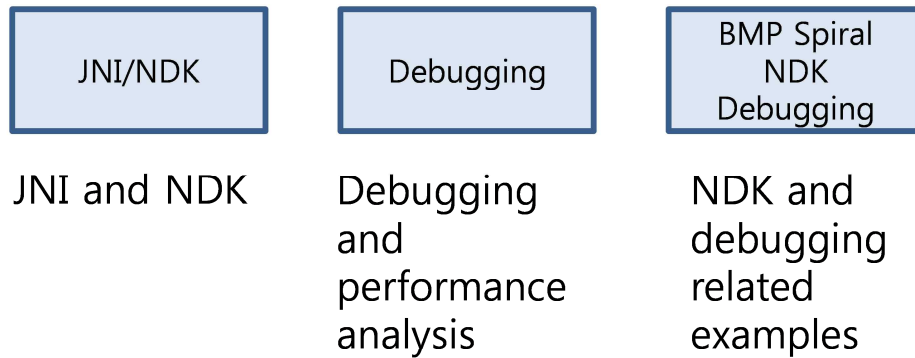 JNI/NDK
Debugging
BMP Spiral
NDK
Debugging
JNI and NDK
Debugging
and
performance
analysis
NDK and
debugging
related
examples